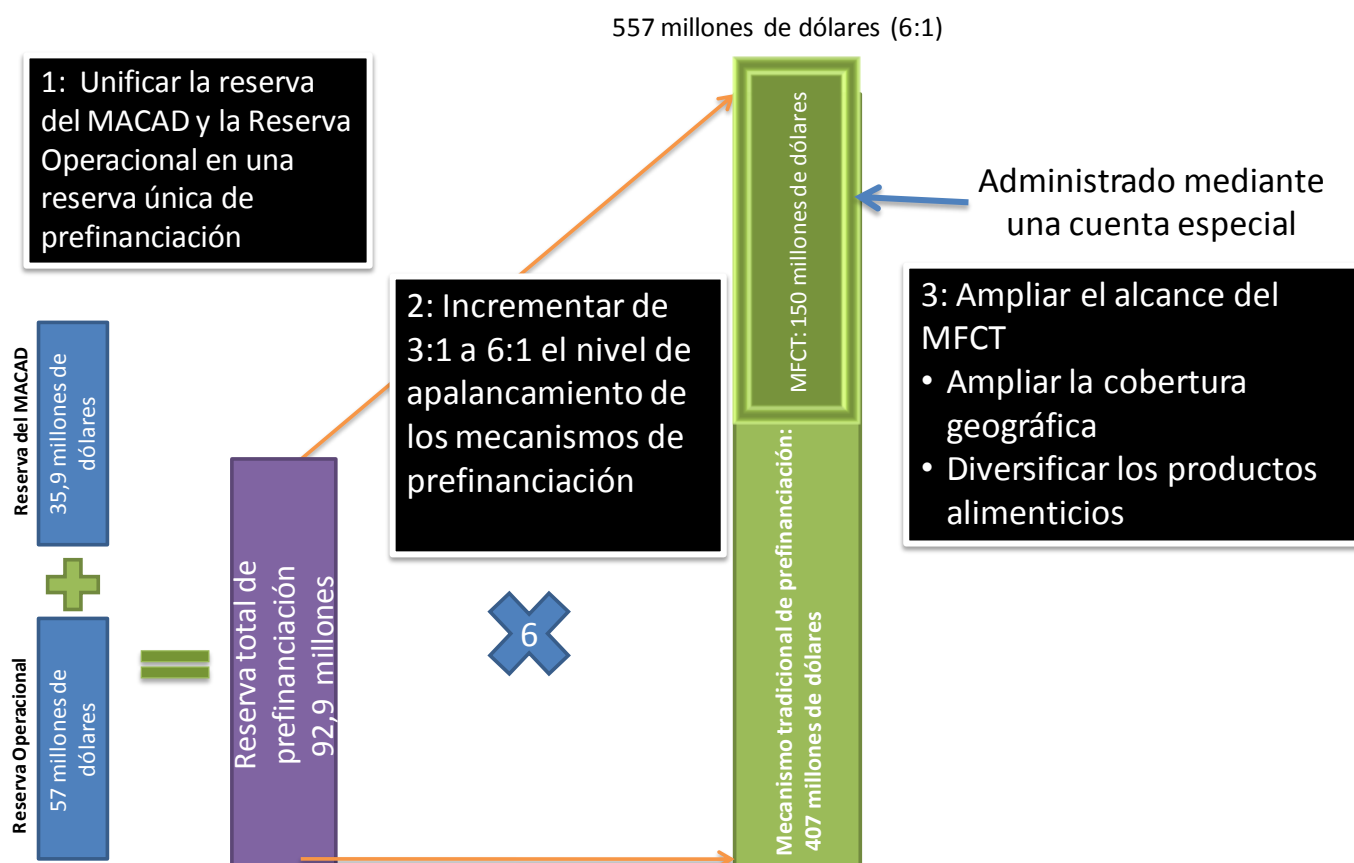 557 millones de dólares (6:1)
1: Unificar la reserva
del MACAD y la Reserva
Operacional en una
reserva única de
prefinanciación
Reserva del MACAD
35,9 millones de
dólares
Reserva Operacional
57 millones de
dólares
Reserva total de
prefinanciación
92,9 millones
2: Incrementar de
3:1 a 6:1 el nivel de
apalancamiento de
los mecanismos de
prefinanciación
6
MFCT: 150 millones de dólares
Mecanismo tradicional de prefinanciación:
407 millones de dólares
Administrado mediante
una cuenta especial
3: Ampliar el alcance del
MFCT
• Ampliar la cobertura
geográfica
• Diversificar los productos
alimenticios